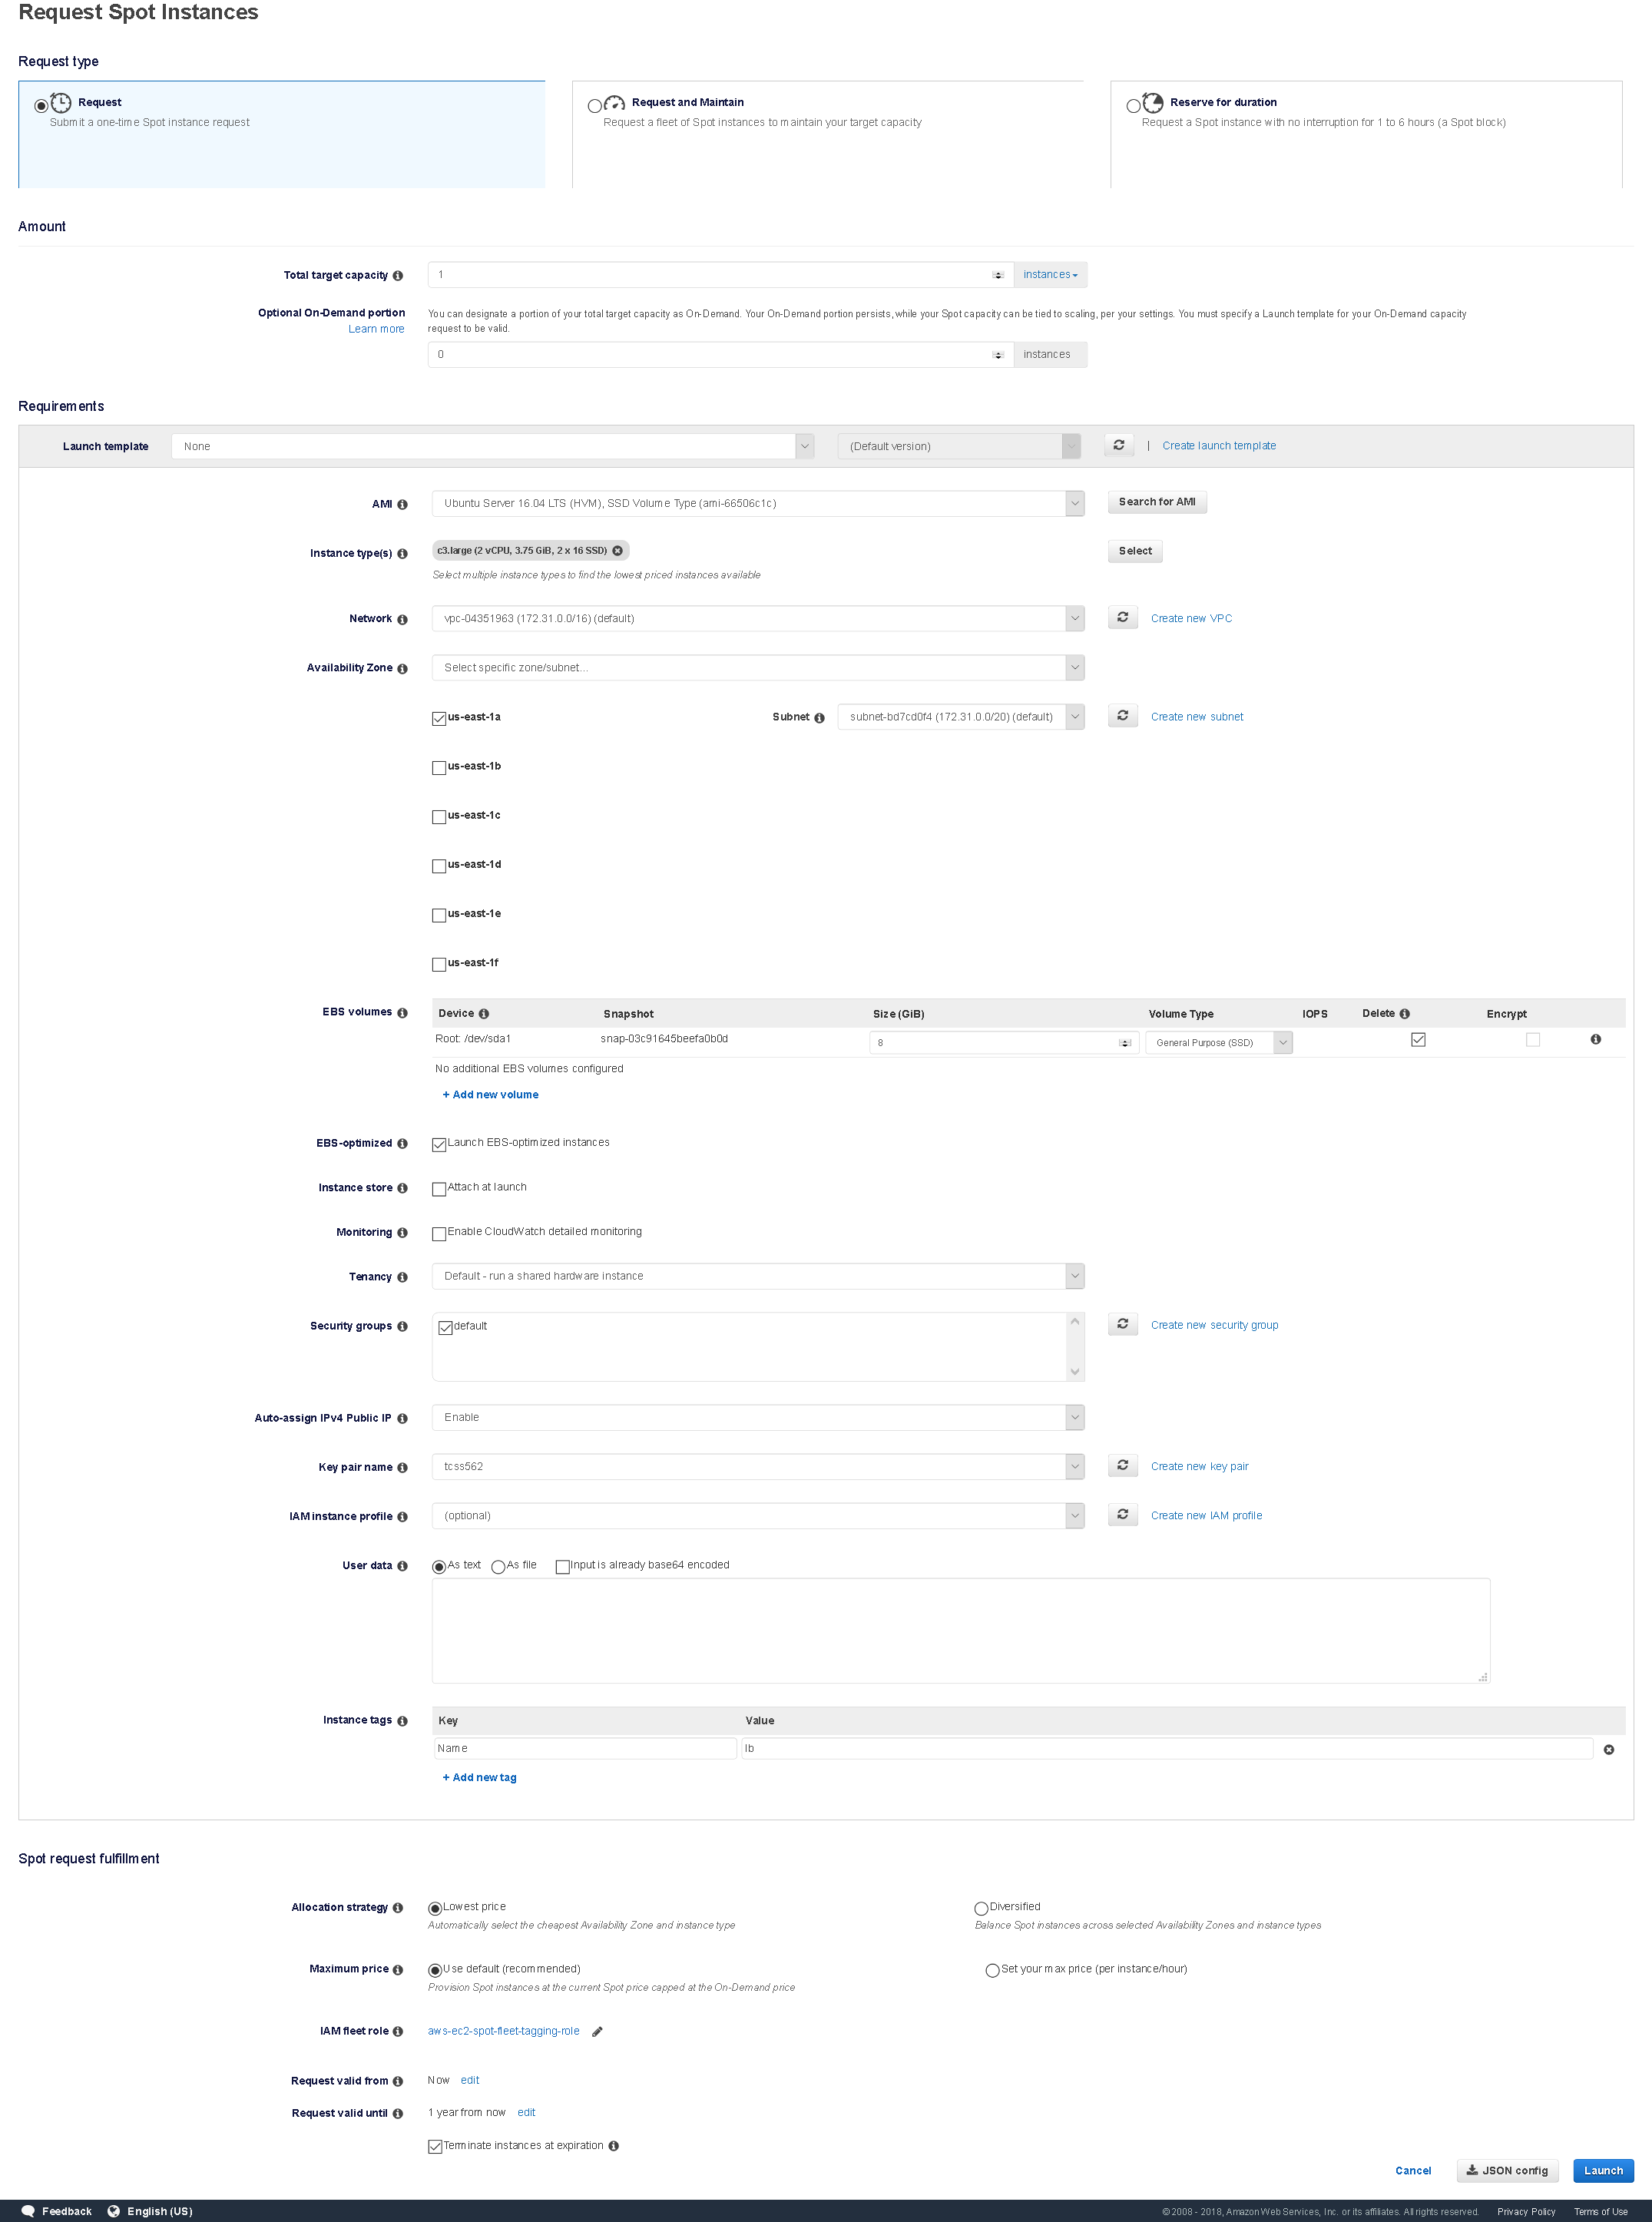 Request Spot Instances
Request type
Request
Submit a one-time Spot instance request
Request and Maintain
Request a fleet of Spot instances to maintain your target capacity
Reserve for duration
Request a Spot instance with no interruption for 1 to 6 hours (a Spot block)
Amount
Total target capacity 1 instances
Optional On-Demand portion You can designate a portion of your total target capacity as On-Demand. Your On-Demand portion persists, while your Spot capacity can be tied to scaling, per your settings. You must specify a Launch template for your On-Demand capacity
Learn more request to be valid.
0 instances
Requirements
Launch template None (Default version) | Create launch template
AMI Ubuntu Server 16.04 LTS (HVM), SSD Volume Type (ami-66506c1c) Search for AMI
Instance type(s) c3.large (2 vCPU, 3.75 GiB, 2 x 16 SSD) Select
Select multiple instance types to find the lowest priced instances available
Network vpc-04351963 (172.31.0.0/16) (default) Create new VPC
Availability Zone Select specific zone/subnet...
us-east-1a Subnet subnet-bd7cd0f4 (172.31.0.0/20) (default) Create new subnet
us-east-1b
us-east-1c
us-east-1d
us-east-1e
us-east-1f
EBS volumes Device Snapshot Size (GiB) Volume Type IOPS Delete Encrypt
Root: /dev/sda1 snap-03c91645beefa0b0d 8 General Purpose (SSD)
No additional EBS volumes configured
+ Add new volume
EBS-optimized Launch EBS-optimized instances
Instance store Attach at launch
Monitoring Enable CloudWatch detailed monitoring
Tenancy Default - run a shared hardware instance
Security groups default Create new security group
Auto-assign IPv4 Public IP Enable
Key pair name tcss562 Create new key pair
IAM instance profile (optional) Create new IAM profile
User data As text As file Input is already base64 encoded
Instance tags Key Value
Name lb
+ Add new tag
Spot request fulfillment
Allocation strategy Lowest price Diversified
Automatically select the cheapest Availability Zone and instance type Balance Spot instances across selected Availability Zones and instance types
Maximum price Use default (recommended) Set your max price (per instance/hour)
Provision Spot instances at the current Spot price capped at the On-Demand price
IAM fleet role aws-ec2-spot-fleet-tagging-role
Request valid from Now edit
Request valid until 1 year from now edit
Terminate instances at expiration
Cancel JSON config Launch
Feedback English (US) © 2008 - 2018, Amazon Web Services, Inc. or its affiliates. All rights reserved. Privacy Policy Terms of Use